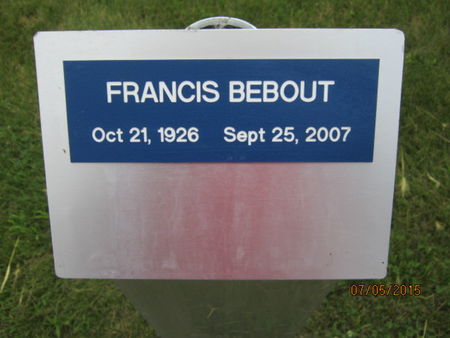 FRANCIS BEBOUT
Oct 21, 1926 Sept 25, 2007
07/05/2015